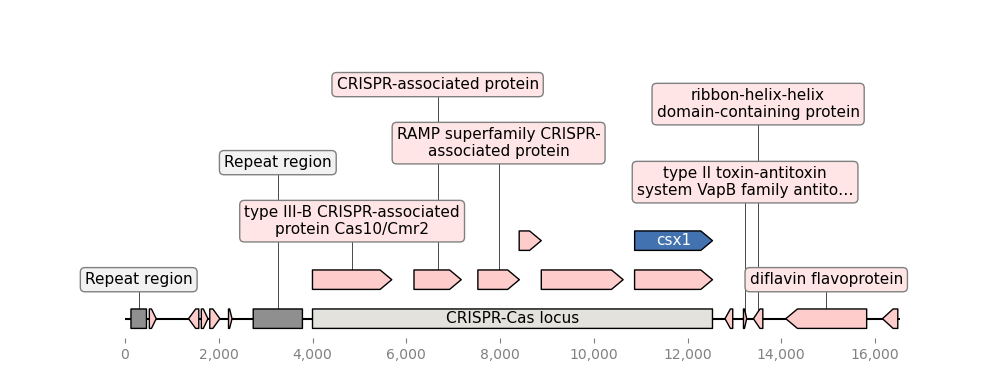 CRISPR-associated protein
ribbon-helix-helix
domain-containing protein
RAMP superfamily CRISPR-
associated protein
Repeat region
type II toxin-antitoxin
system VapB family antito…
type III-B CRISPR-associated
protein Cas10/Cmr2
csx1
Repeat region
diflavin flavoprotein
CRISPR-Cas locus
0
2,000
4,000
6,000
8,000
10,000
12,000
14,000
16,000